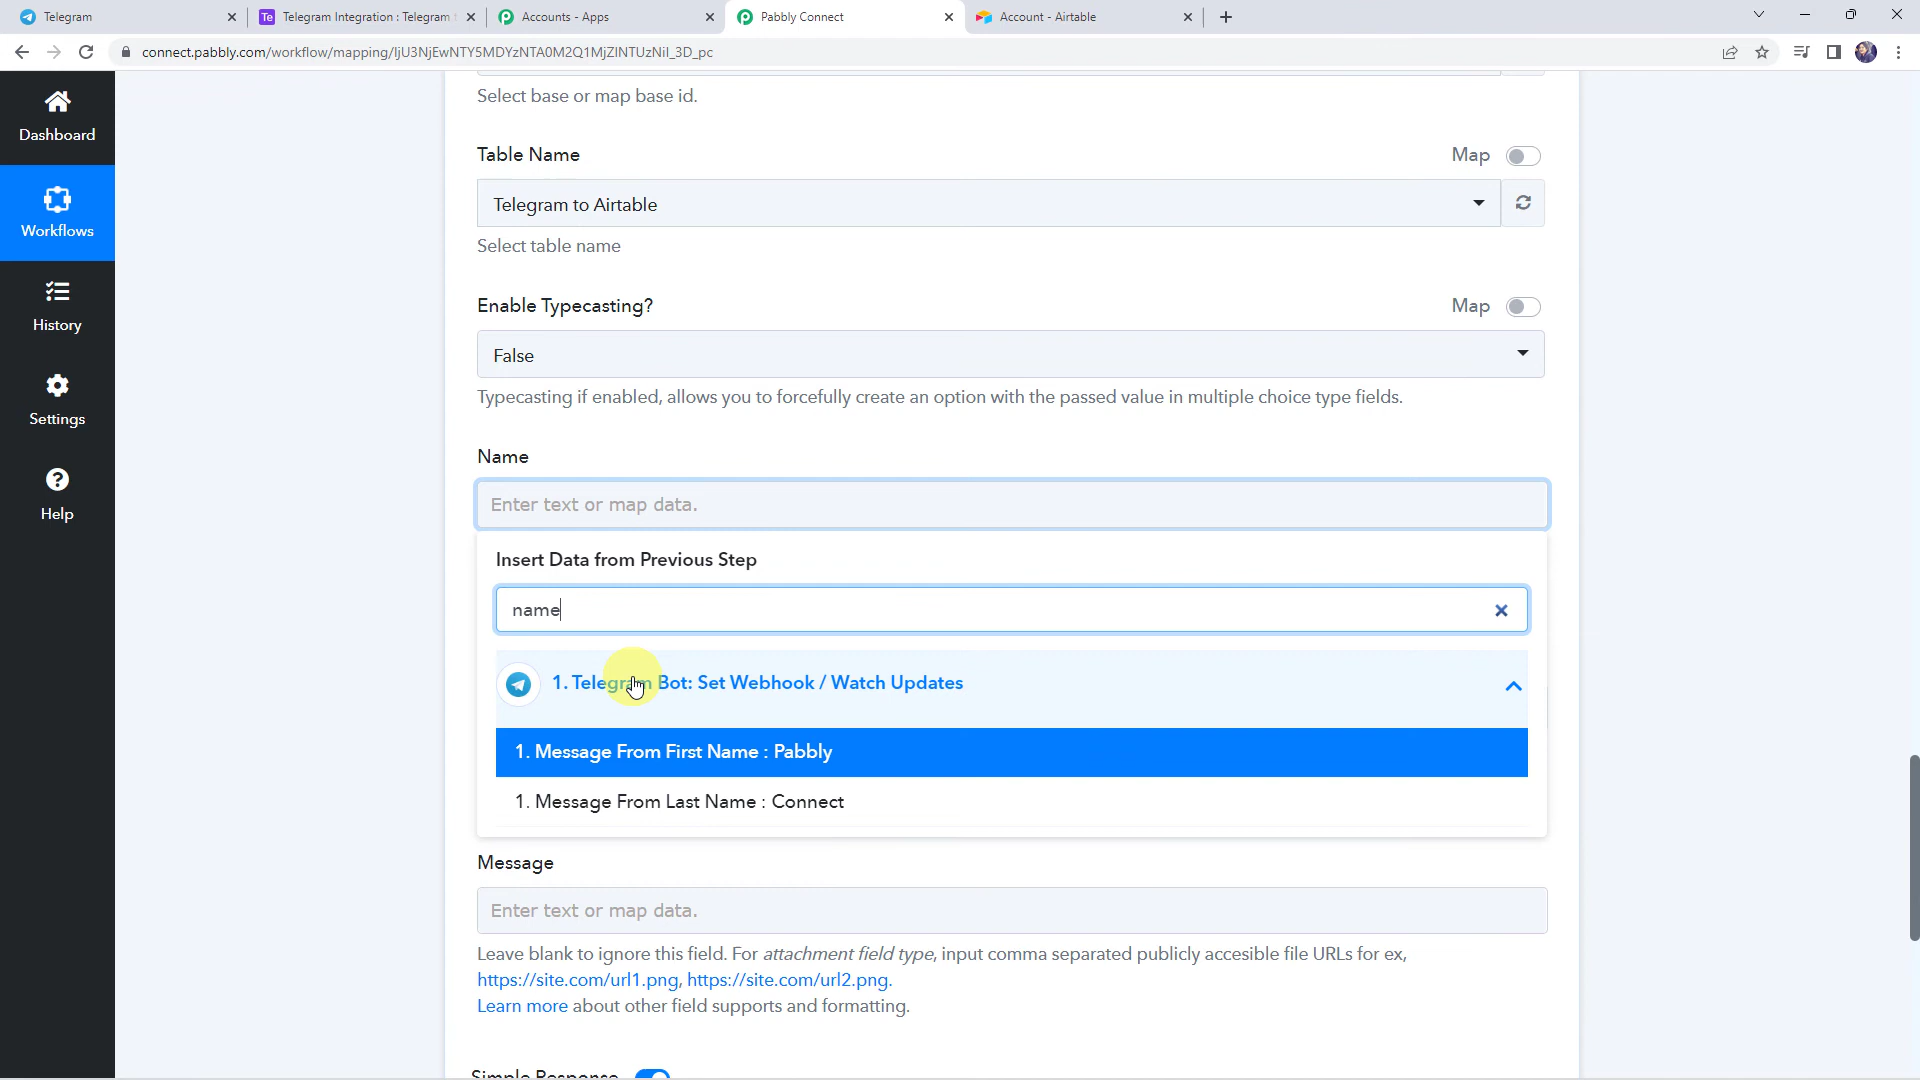 Telegram
Te
Telegram Integration : Telegram
Accounts - Apps
Pabbly Connect
Account - Airtable
connect.pabbly.com/workflow/mapping/IjU3NjEwNTY5MDYzNTA0M2Q1MjZlNTUzNiI_3D_pc
Select base or map base id.
Dashboard
Table Name
Map
Telegram to Airtable
Workflows
Select table name
Enable Typecasting?
Map
History
False
Typecasting if enabled, allows you to forcefully create an option with the passed value in multiple choice type fields.
Settings
Name
Enter text or map data.
Help
Insert Data from Previous Step
name
1. Telegram Bot: Set Webhook / Watch Updates
1. Message From First Name : Pabbly
1. Message From Last Name : Connect
Message
Enter text or map data.
Leave blank to ignore this field. For attachment field type, input comma separated publicly accesible file URLs for ex,
https://site.com/url1.png, https://site.com/url2.png.
Learn more about other field supports and formatting.
Simple Response